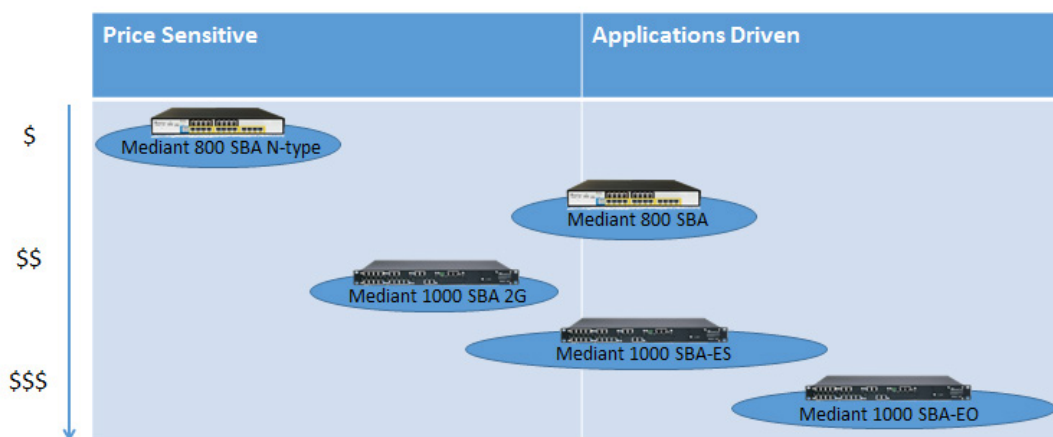 Price Sensitive
Applications Driven
$
Mediant 800 SBA N-type
Mediant 800 SBA
$$
Mediant 1000 SBA 2G
Mediant 1000 SBA-ES
$$$
Mediant 1000 SBA-EO